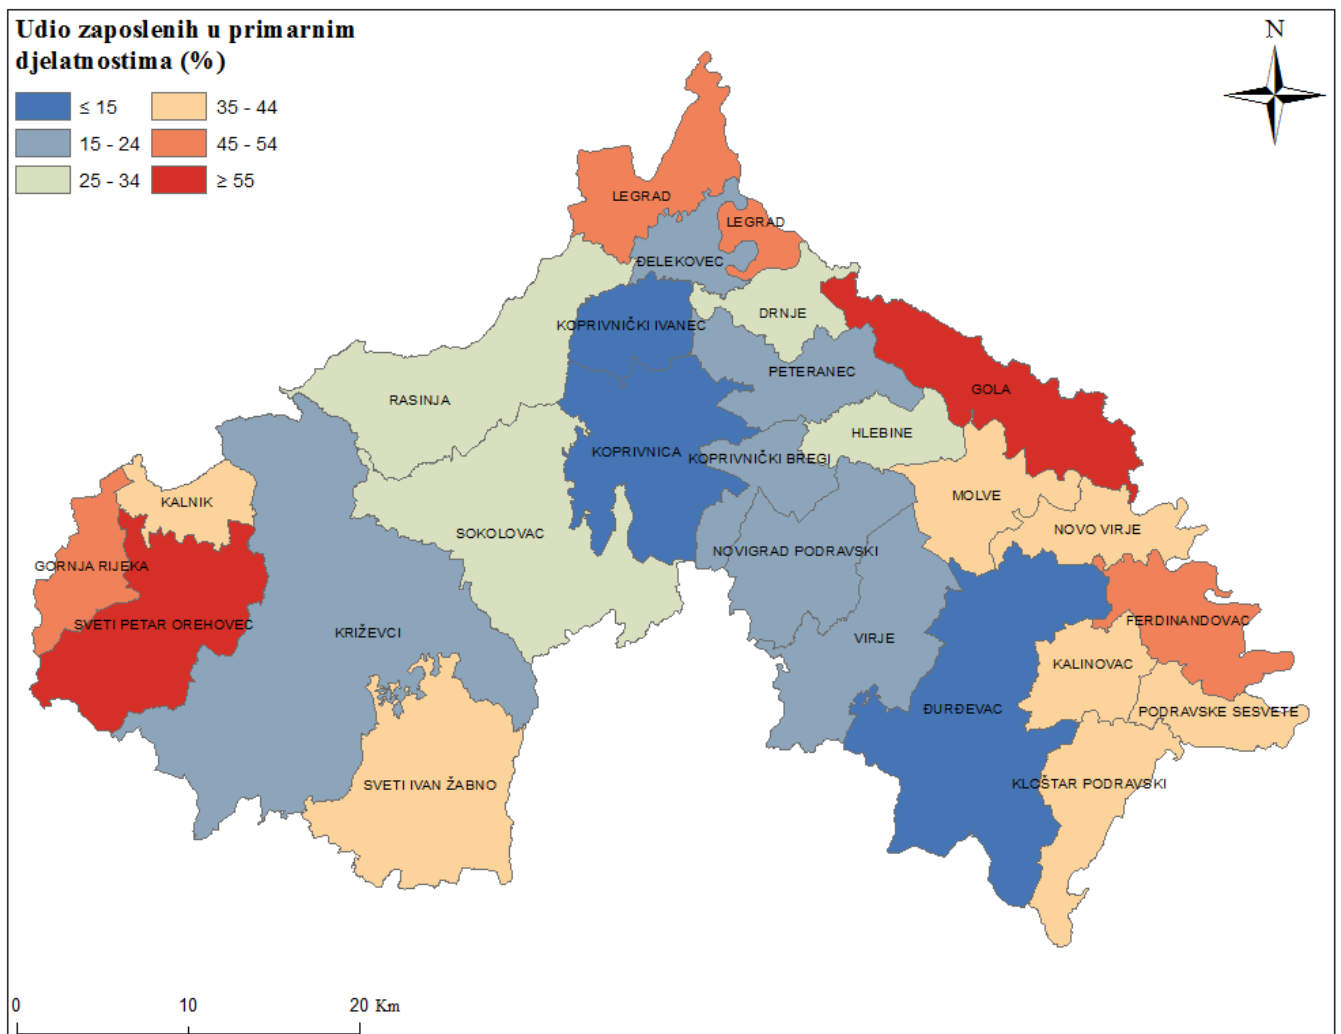 Udio zaposlenih u primarnim
djelatnostima (%)
≤ 15
35 - 44
15 - 24
45 - 54
25 - 34
≥ 55
N
LEGRAD
LEGRAD
ĐELEKOVEC
DRNJE
KOPRIVNIČKI IVANEC
PETERANEC
GOLA
RASINJA
HLEBINE
KOPRIVNICA
KOPRIVNIČKI BREGI
MOLVE
KALNIK
NOVO VIRJE
SOKOLOVAC
NOVIGRAD PODRAVSKI
GORNJA RIJEKA
FERDINANDOVAC
SVETI PETAR OREHOVEC
KRIŽEVCI
VIRJE
KALINOVAC
ĐURĐEVAC
PODRAVSKE SESVETE
SVETI IVAN ŽABNO
KLOŠTAR PODRAVSKI
0 10 20 Km